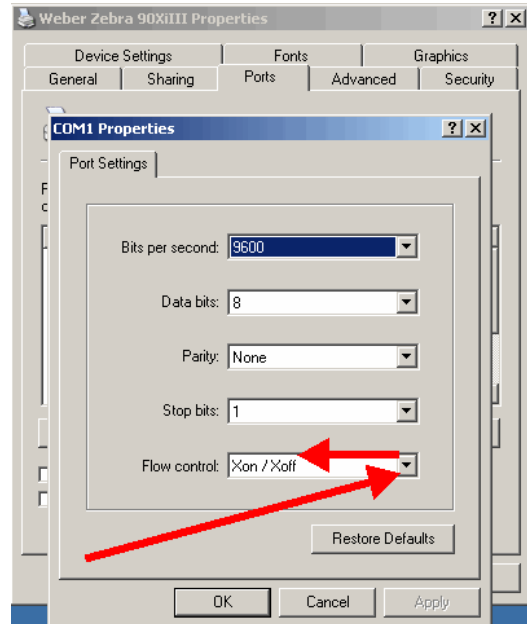 Weber Zebra 90XiIII Properties
Device Settings Fonts Graphics
General Sharing Ports Advanced Security
COM1 Properties
Port Settings
Bits per second: 9600
Data bits: 8
Parity: None
Stop bits: 1
Flow control: Xon / Xoff
Restore Defaults
OK Cancel Apply